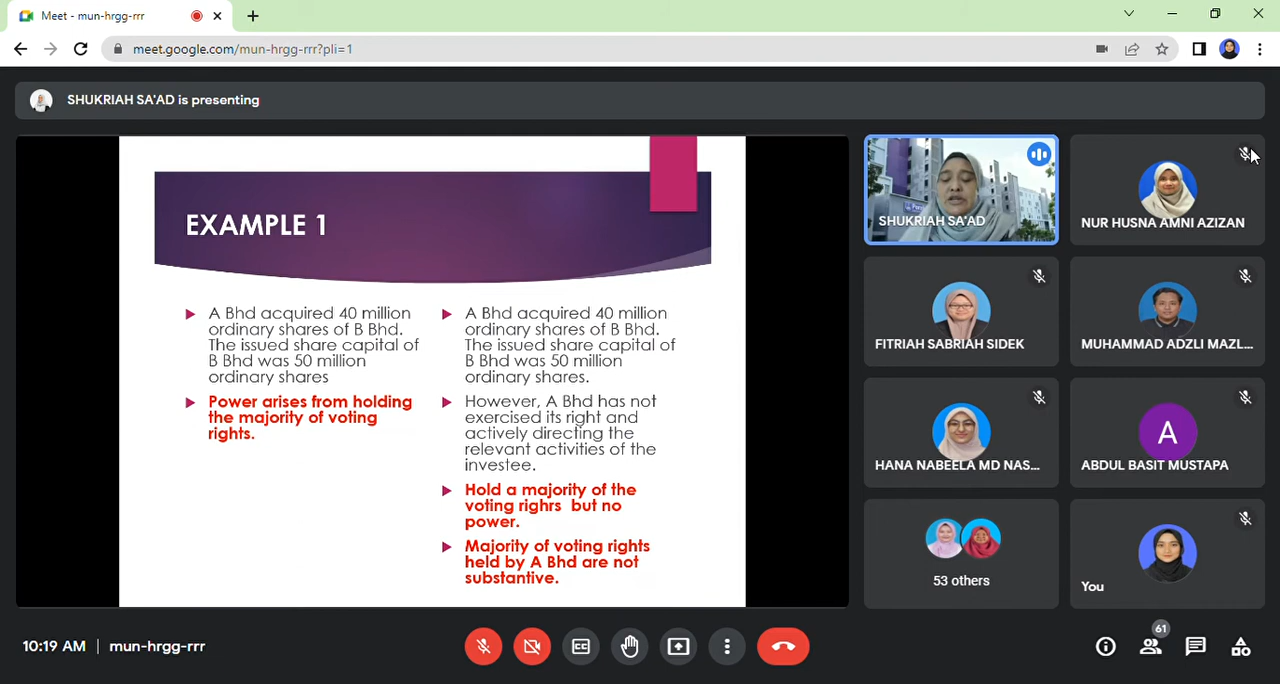 Meet - mun-hrgg-rrr
meet.google.com/mun-hrgg-rrr?pli=1
SHUKRIAH SA'AD is presenting
EXAMPLE 1
A Bhd acquired 40 million
ordinary shares of B Bhd.
The issued share capital of
B Bhd was 50 million
ordinary shares
Power arises from holding
the majority of voting
rights.
A Bhd acquired 40 million
ordinary shares of B Bhd.
The issued share capital of
B Bhd was 50 million
ordinary shares.
However, A Bhd has not
exercised its right and
actively directing the
relevant activities of the
investee.
Hold a majority of the
voting righrs but no
power.
Majority of voting rights
held by A Bhd are not
substantive.
SHUKRIAH SA'AD
NUR HUSNA AMNI AZIZAN
FITRIAH SABRIAH SIDEK
MUHAMMAD ADZLI MAZL...
HANA NABEELA MD NAS...
A
ABDUL BASIT MUSTAPA
53 others
You
10:19 AM | mun-hrgg-rrr
CC
61